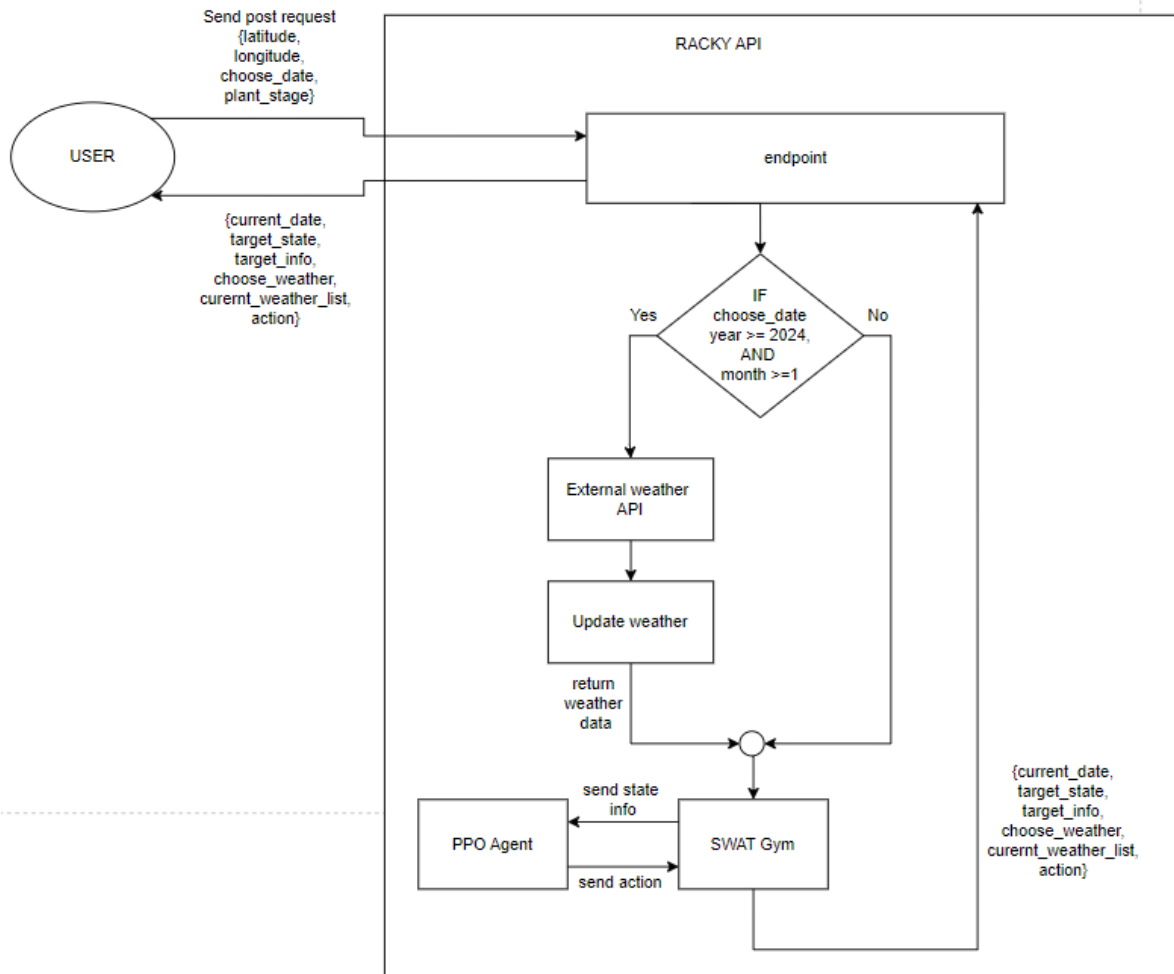 Send post request
{latitude,
longitude,
choose_date,
plant_stage}
RACKY API
USER
endpoint
{current_date,
target_state,
target_info,
choose_weather,
curernt_weather_list,
action}
IF
choose_date
year >= 2024,
AND
month >=1
Yes
No
External weather
API
Update weather
return
weather
data
send state
info
PPO Agent
SWAT Gym
send action
{current_date,
target_state,
target_info,
choose_weather,
curernt_weather_list,
action}